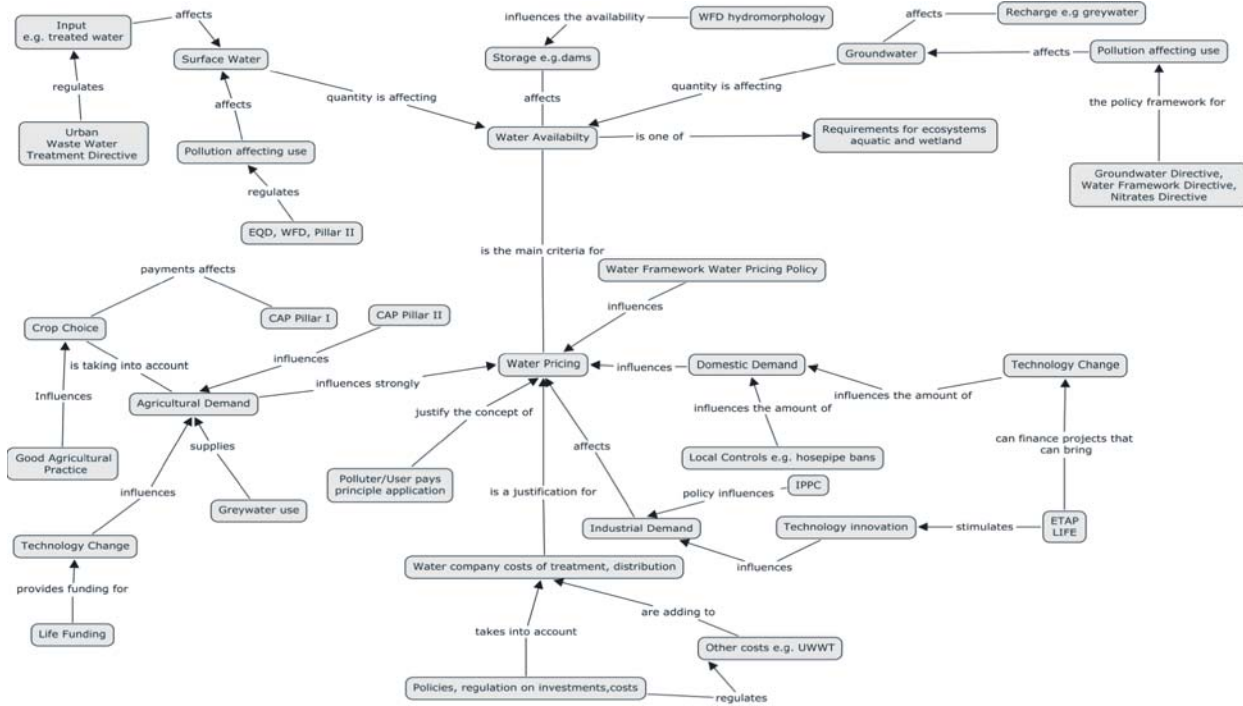 Input
e.g. treated water
affects
influences the availability
WFD hydromorphology
affects
Recharge e.g greywater
Surface Water
Storage e.g.dams
Groundwater
affects
Pollution affecting use
regulates
quantity is affecting
affects
quantity is affecting
affects
the policy framework for
Urban
Waste Water
Treatment Directive
Pollution affecting use
Water Availabilty
is one of
Requirements for ecosystems
aquatic and wetland
regulates
Groundwater Directive,
Water Framework Directive,
Nitrates Directive
EQD, WFD, Pillar II
is the main criteria for
payments affects
Water Framework Water Pricing Policy
Crop Choice
CAP Pillar I
CAP Pillar II
influences
is taking into account
influences
Water Pricing
influences
Domestic Demand
Technology Change
influences strongly
Influences
Agricultural Demand
influences the amount of
influences the amount of
justify the concept of
supplies
affects
can finance projects that
can bring
Good Agricultural
Practice
Local Controls e.g. hosepipe bans
Polluter/User pays
principle application
influences
is a justification for
policy influences
IPPC
Greywater use
Industrial Demand
Technology innovation
stimulates
ETAP
LIFE
Technology Change
Water company costs of treatment, distribution
influences
provides funding for
are adding to
Life Funding
takes into account
Other costs e.g. UWWT
Policies, regulation on investments,costs
regulates